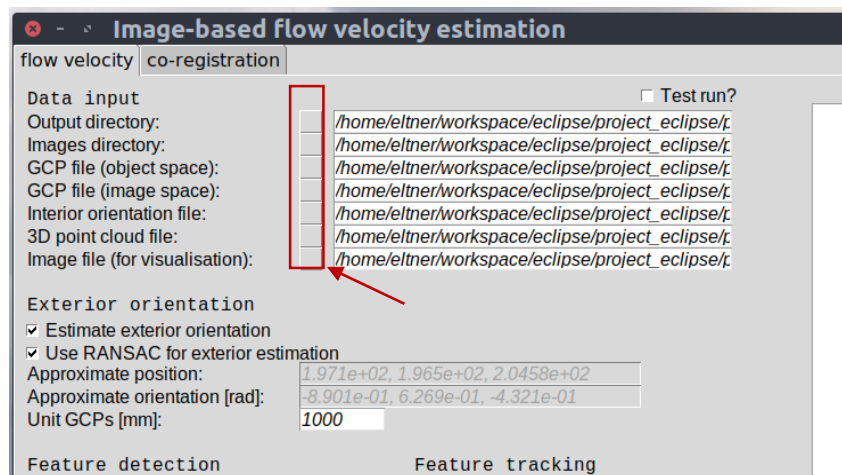 Image-based flow velocity estimation
flow velocity co-registration
Data input Test run?
Output directory: /home/eltner/workspace/eclipse/project_eclipse/p
Images directory: /home/eltner/workspace/eclipse/project_eclipse/p
GCP file (object space): /home/eltner/workspace/eclipse/project_eclipse/p
GCP file (image space): /home/eltner/workspace/eclipse/project_eclipse/p
Interior orientation file: /home/eltner/workspace/eclipse/project_eclipse/p
3D point cloud file: /home/eltner/workspace/eclipse/project_eclipse/p
Image file (for visualisation): /home/eltner/workspace/eclipse/project_eclipse/p
Exterior orientation
Estimate exterior orientation
Use RANSAC for exterior estimation
Approximate position: 1.971e+02, 1.965e+02, 2.0458e+02
Approximate orientation [rad]: -8.901e-01, 6.269e-01, -4.321e-01
Unit GCPs [mm]: 1000
Feature detection Feature tracking